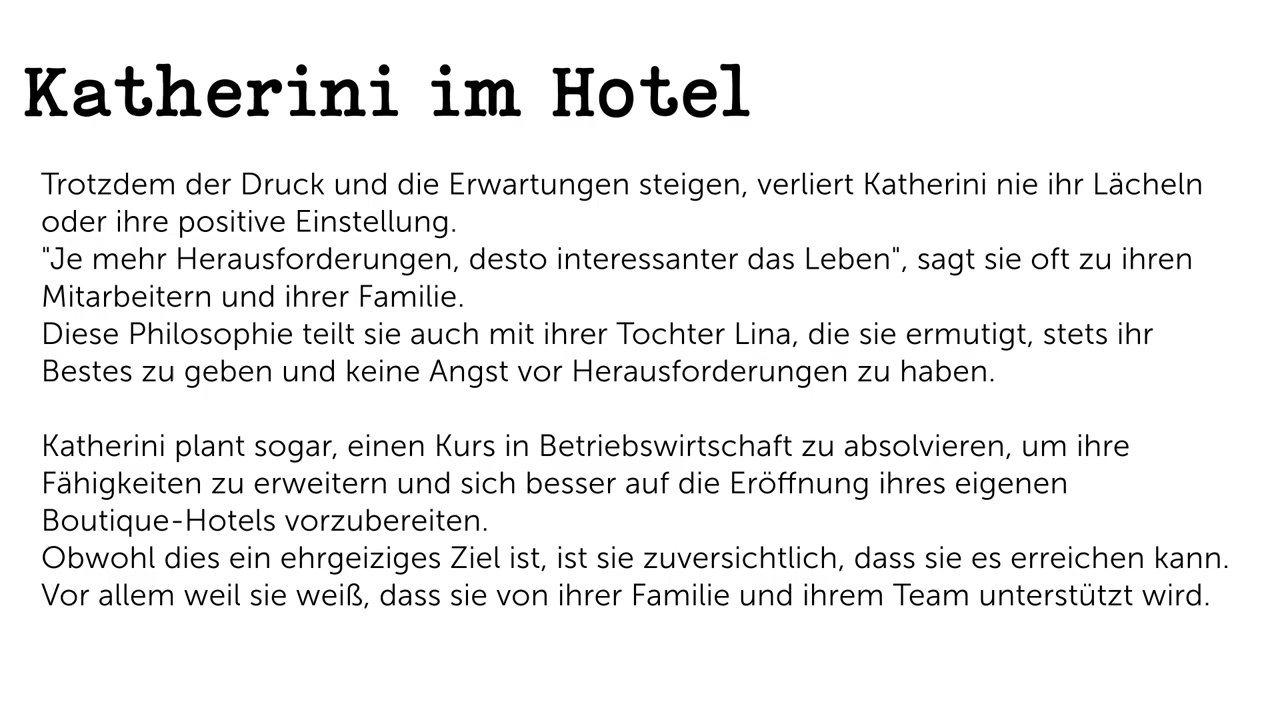 Katherini im Hotel
Trotzdem der Druck und die Erwartungen steigen, verliert Katherini nie ihr Lächeln
oder ihre positive Einstellung.
"Je mehr Herausforderungen, desto interessanter das Leben", sagt sie oft zu ihren
Mitarbeitern und ihrer Familie.
Diese Philosophie teilt sie auch mit ihrer Tochter Lina, die sie ermutigt, stets ihr
Bestes zu geben und keine Angst vor Herausforderungen zu haben.
Katherini plant sogar, einen Kurs in Betriebswirtschaft zu absolvieren, um ihre
Fähigkeiten zu erweitern und sich besser auf die Eröffnung ihres eigenen
Boutique-Hotels vorzubereiten.
Obwohl dies ein ehrgeiziges Ziel ist, ist sie zuversichtlich, dass sie es erreichen kann.
Vor allem weil sie weiß, dass sie von ihrer Familie und ihrem Team unterstützt wird.